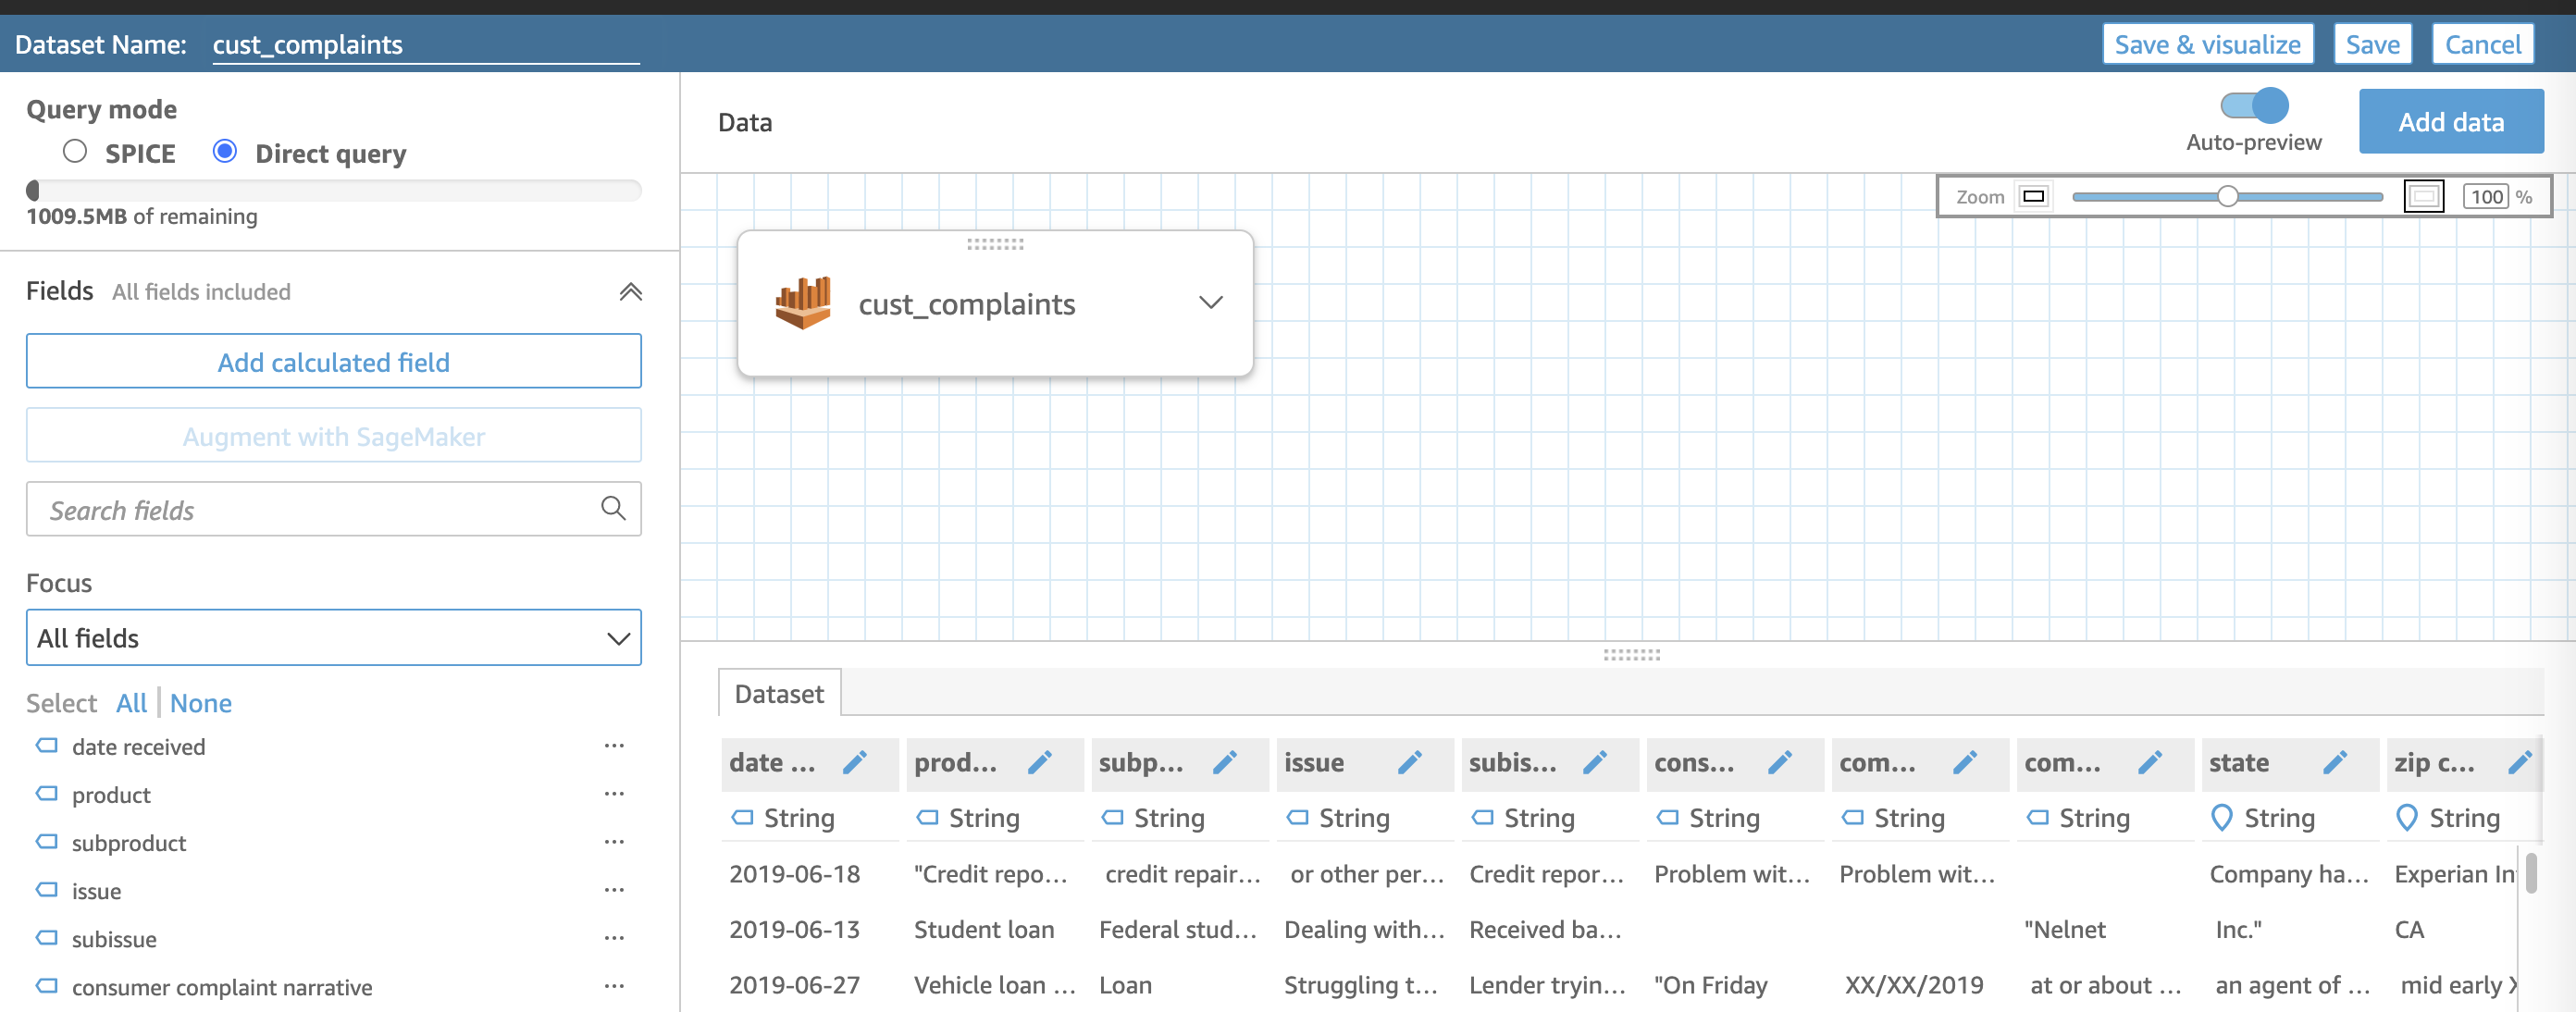 Dataset Name: cust_complaints
Save & visualize Save Cancel
Query mode
SPICE Direct query
1009.5MB of remaining
Fields All fields included
Add calculated field
Augment with SageMaker
Search fields
Focus
All fields
Select All | None
date received ...
product ...
subproduct ...
issue ...
subissue ...
consumer complaint narrative ...
Data
Auto-preview
Add data
Zoom 100 %
cust_complaints
Dataset
date ... prod... subp... issue subis... cons... com... com... state zip c...
String String String String String String String String String String
2019-06-18 "Credit repo... credit repair... or other per... Credit repor... Problem wit... Problem wit... Company ha... Experian In
2019-06-13 Student loan Federal stud... Dealing with... Received ba... "Nelnet Inc." CA
2019-06-27 Vehicle loan ... Loan Struggling t... Lender tryin... "On Friday XX/XX/2019 at or about ... an agent of ... mid early X